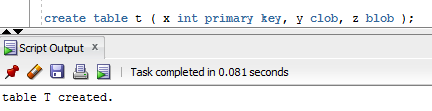 create table t ( x int primary key, y clob, z blob );
Script Output x
Task completed in 0.081 seconds
table T created.